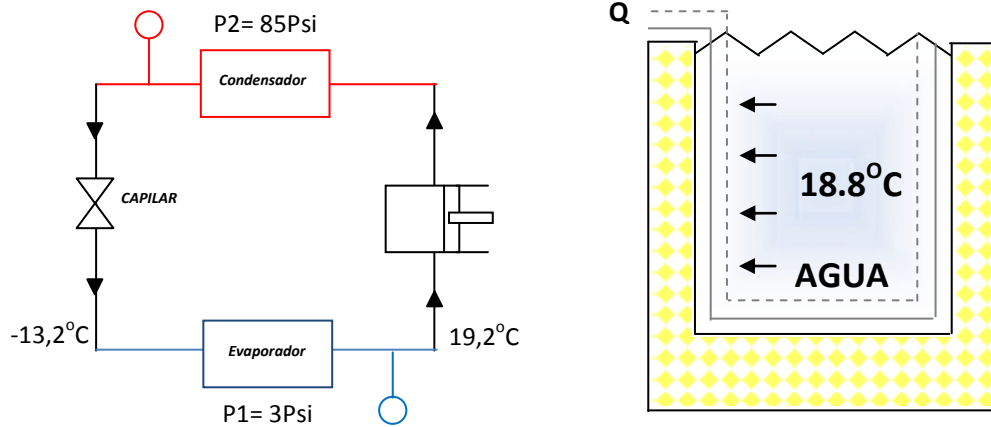 P2= 85Psi
Condensador
CAPILAR
-13,2°C
Evaporador
19,2°C
P1= 3Psi
Q
18.8°C
AGUA